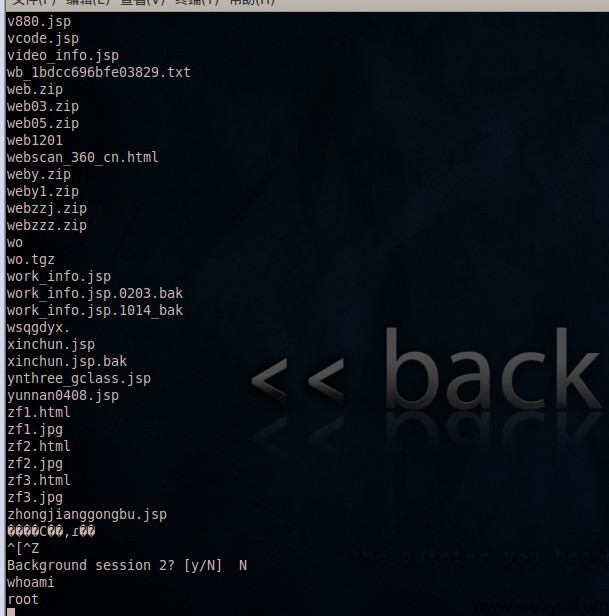 文件(F) 编辑(E) 查看(V) 终端(T) 帮助(H)
v880.jsp
vcode.jsp
video_info.jsp
wb_1bdcc696bfe03829.txt
web.zip
web03.zip
web05.zip
web1201
webscan_360_cn.html
weby.zip
weby1.zip
webzzj.zip
webzzz.zip
wo
wo.tgz
work_info.jsp
work_info.jsp.0203.bak
work_info.jsp.1014_bak
wsqgdyx.
xinchun.jsp
xinchun.jsp.bak
ynthree_gclass.jsp
yunnan0408.jsp
zf1.html
zf1.jpg
zf2.html
zf2.jpg
zf3.html
zf3.jpg
zhongjianggongbu.jsp
����C��,ɾ��
^[^Z
Background session 2? [y/N]  N
whoami
root
<< back
the quieter you beco